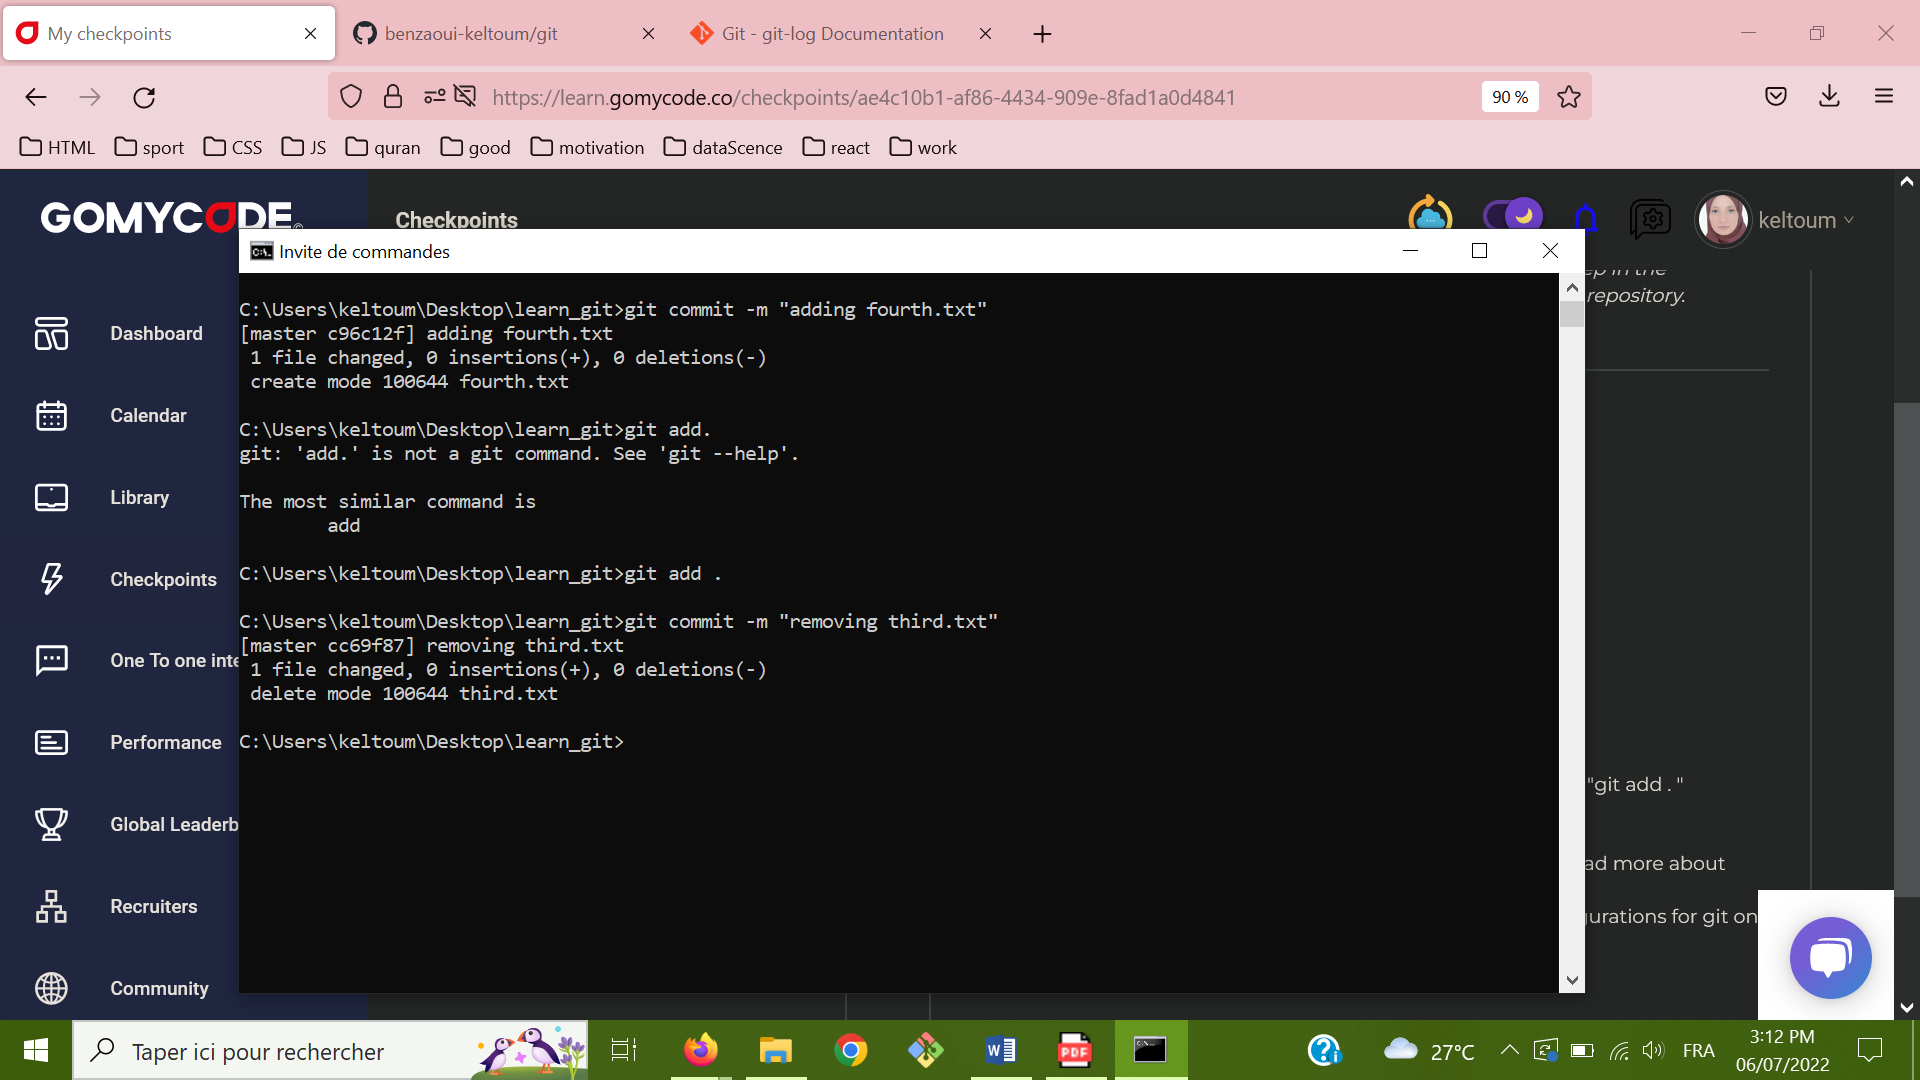 My checkpoints
benzaoui-keltoum/git
Git - git-log Documentation
https://learn.gomycode.co/checkpoints/ae4c10b1-af86-4434-909e-8fad1a0d4841
90 %
HTML sport CSS JS quran good motivation dataScence react work
GOMYCODE
Checkpoints
keltoum
Invite de commandes
ep in the
repository.
C:\Users\keltoum\Desktop\learn_git>git commit -m "adding fourth.txt"
[master c96c12f] adding fourth.txt
1 file changed, 0 insertions(+), 0 deletions(-)
create mode 100644 fourth.txt
C:\Users\keltoum\Desktop\learn_git>git add.
git: 'add.' is not a git command. See 'git --help'.
The most similar command is
add
C:\Users\keltoum\Desktop\learn_git>git add .
C:\Users\keltoum\Desktop\learn_git>git commit -m "removing third.txt"
[master cc69f87] removing third.txt
1 file changed, 0 insertions(+), 0 deletions(-)
delete mode 100644 third.txt
C:\Users\keltoum\Desktop\learn_git>
Dashboard
Calendar
Library
Checkpoints
One To one inte
Performance
Global Leaderb
Recruiters
Community
"git add . "
ad more about
gurations for git on
Taper ici pour rechercher
27°C
FRA
3:12 PM
06/07/2022